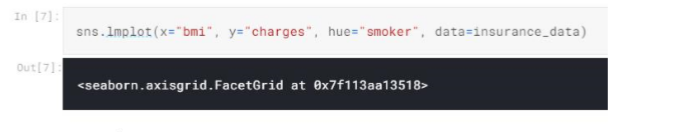 In [7]:
sns.lmplot(x="bmi", y="charges", hue="smoker", data=insurance_data)
Out[7]:
<seaborn.axisgrid.FacetGrid at 0x7f113aa13518>